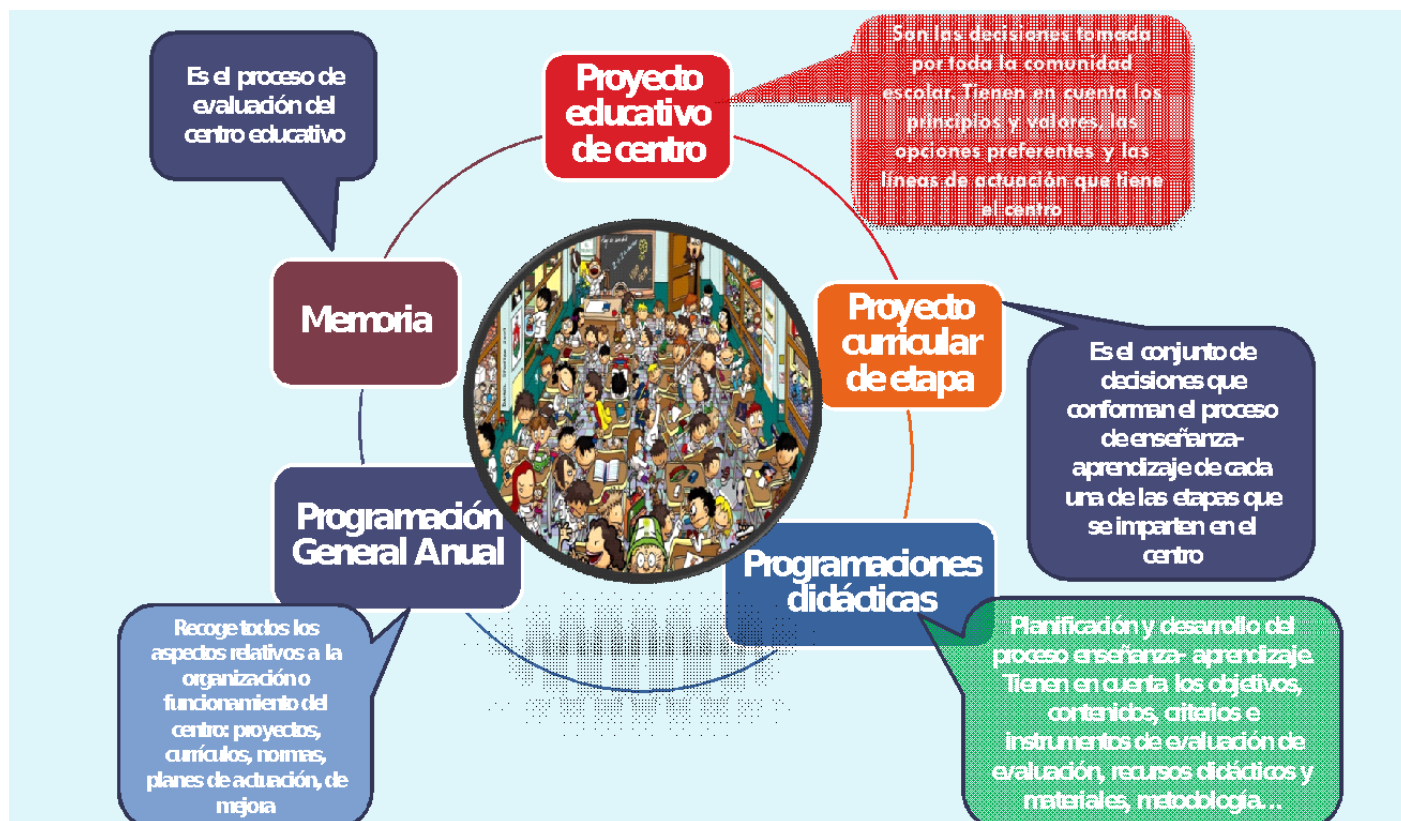 Es el proceso de
evaluación del
centro educativo
Proyecto
educativo
de centro
Son las decisiones tomada
por toda la comunidad
escolar. Tienen en cuenta los
principios y valores, las
opciones preferentes y las
líneas de actuación que tiene
el centro
Memoria
Proyecto
curricular
de etapa
Es el conjunto de
decisiones que
conforman el proceso
de enseñanza-
aprendizaje de cada
una de las etapas que
se imparten en el
centro
Programación
General Anual
Programaciones
didácticas
Recoge todos los
aspectos relativos a la
organización o
funcionamiento del
centro: proyectos,
currículos, normas,
planes de actuación, de
mejora
Planificación y desarrollo del
proceso enseñanza- aprendizaje.
Tienen en cuenta los objetivos,
contenidos, criterios e
instrumentos de evaluación de
evaluación, recursos didácticos y
materiales, metodología...